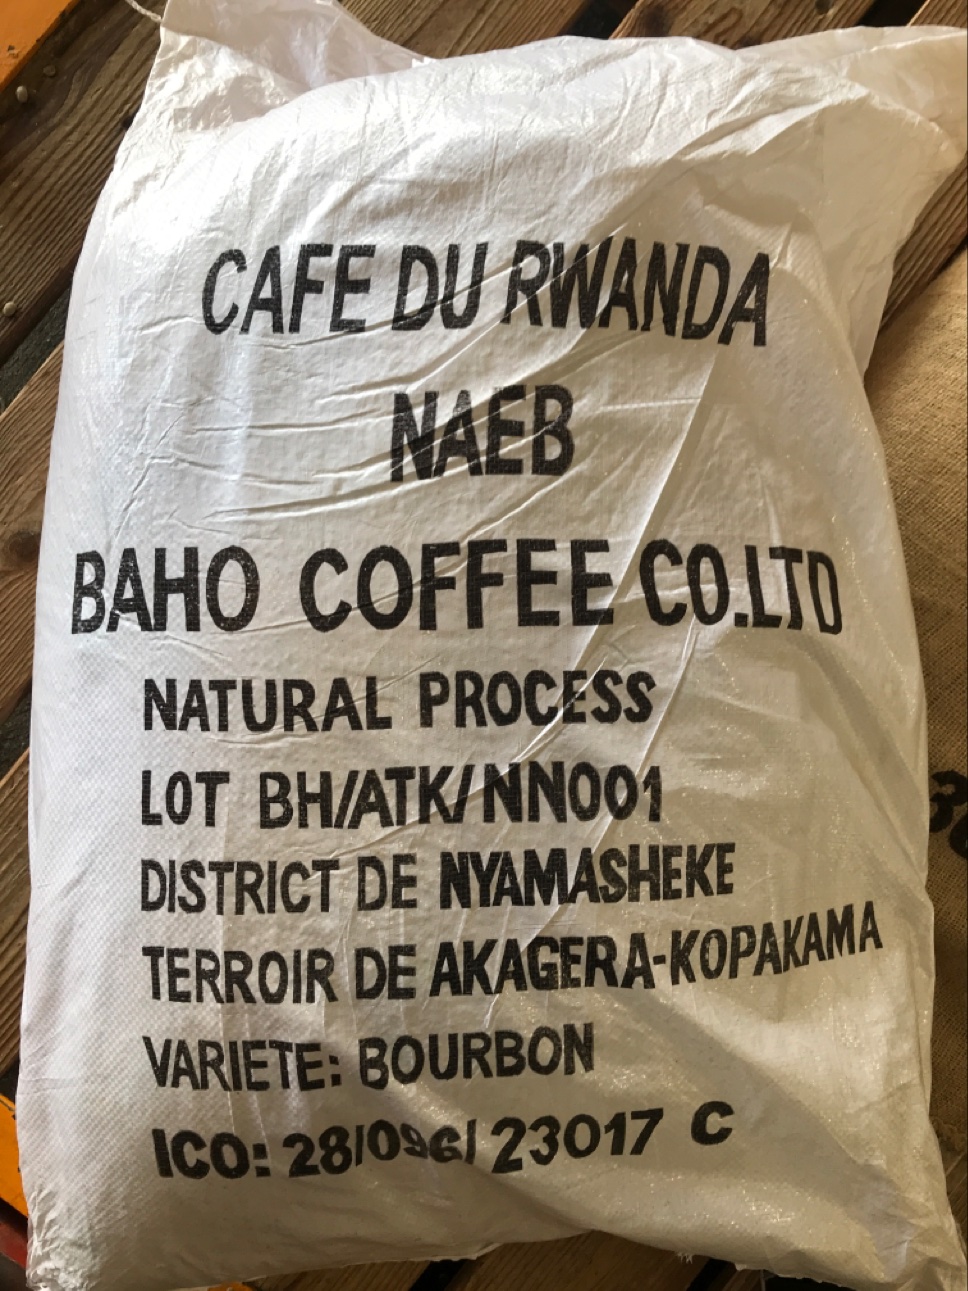 CAFE DU RWANDA
NAEB
BAHO COFFEE CO.LTD
NATURAL PROCESS
LOT BH/ATK/NN001
DISTRICT DE NYAMASHEKE
TERROIR DE AKAGERA-KOPAKAMA
VARIETE: BOURBON
ICO: 28/096/ 23017 C